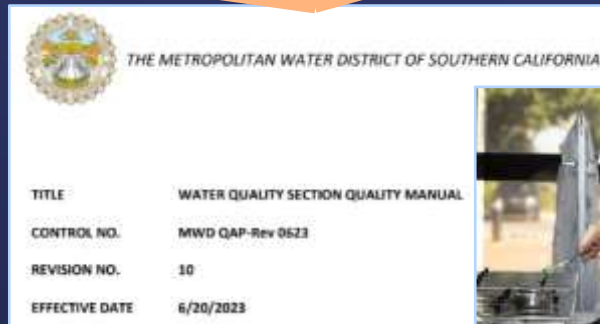 THE METROPOLITAN WATER DISTRICT OF SOUTHERN CALIFORNIA
TITLE WATER QUALITY SECTION QUALITY MANUAL
CONTROL NO. MWD QAP-Rev 0623
REVISION NO. 10
EFFECTIVE DATE 6/20/2023